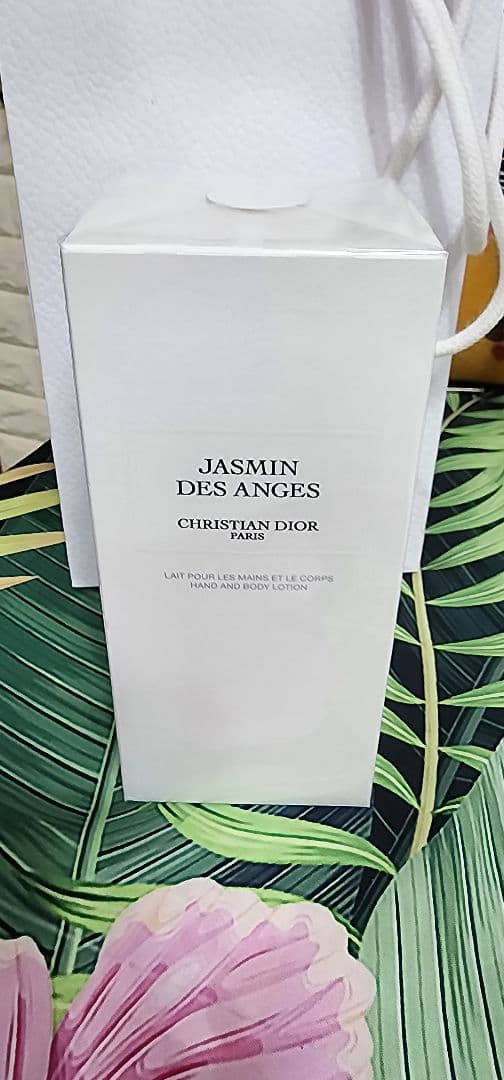 JASMIN
DES ANGES
CHRISTIAN DIOR
PARIS
LAIT POUR LES MAINS ET LE CORPS
HAND AND BODY LOTION